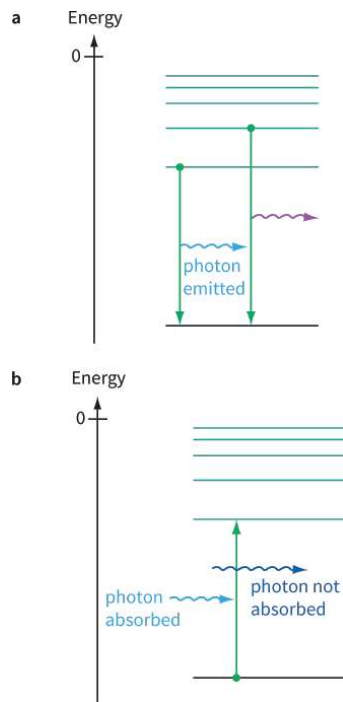 a
Energy
0
photon
emitted
b
Energy
0
photon
absorbed
photon not
absorbed